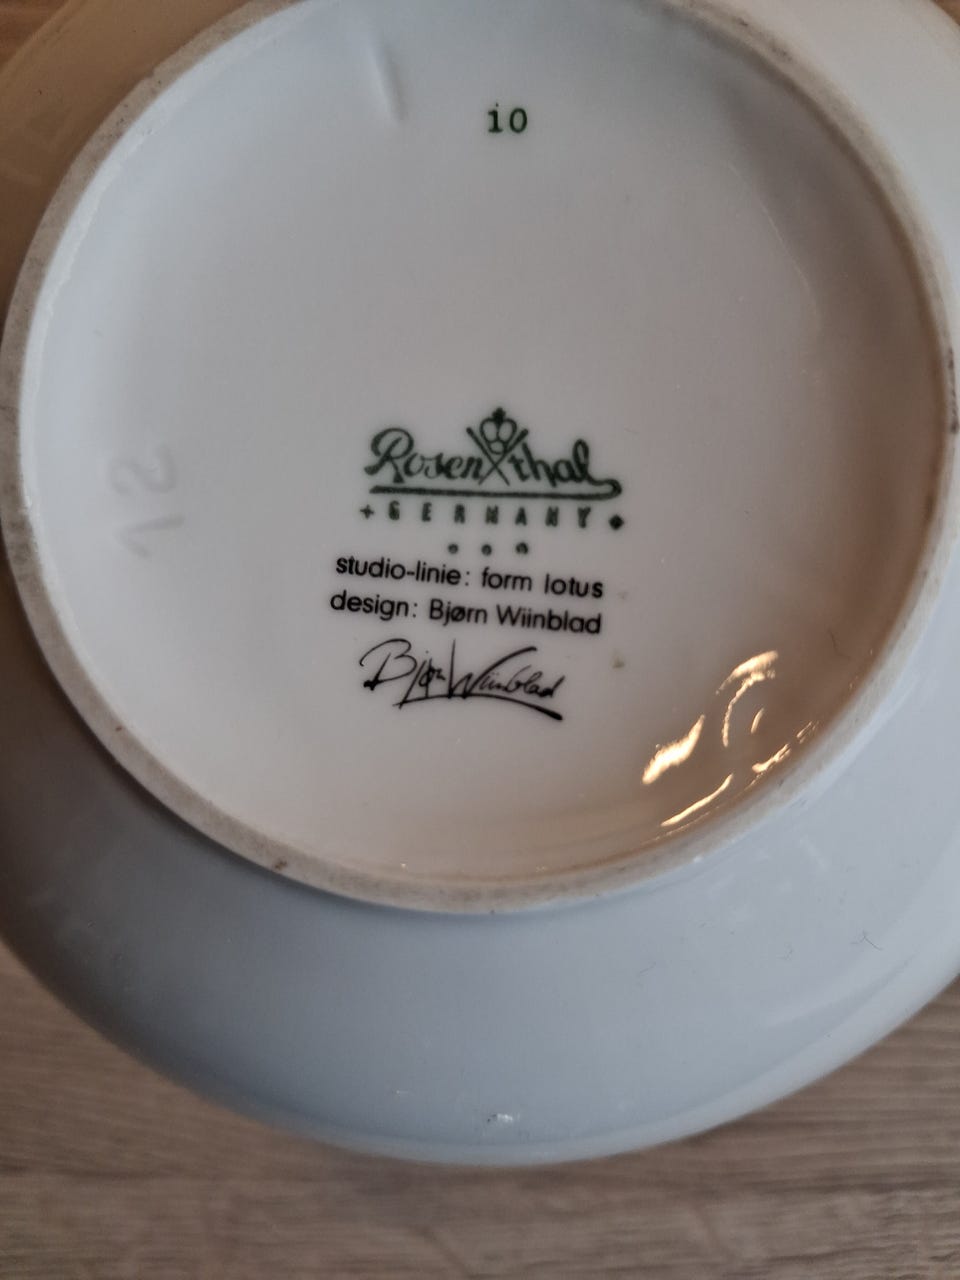 10
Rosenthal
GERMANY
studio-linie: form lotus
design: Bjørn Wiinblad
Bjørn Wiinblad